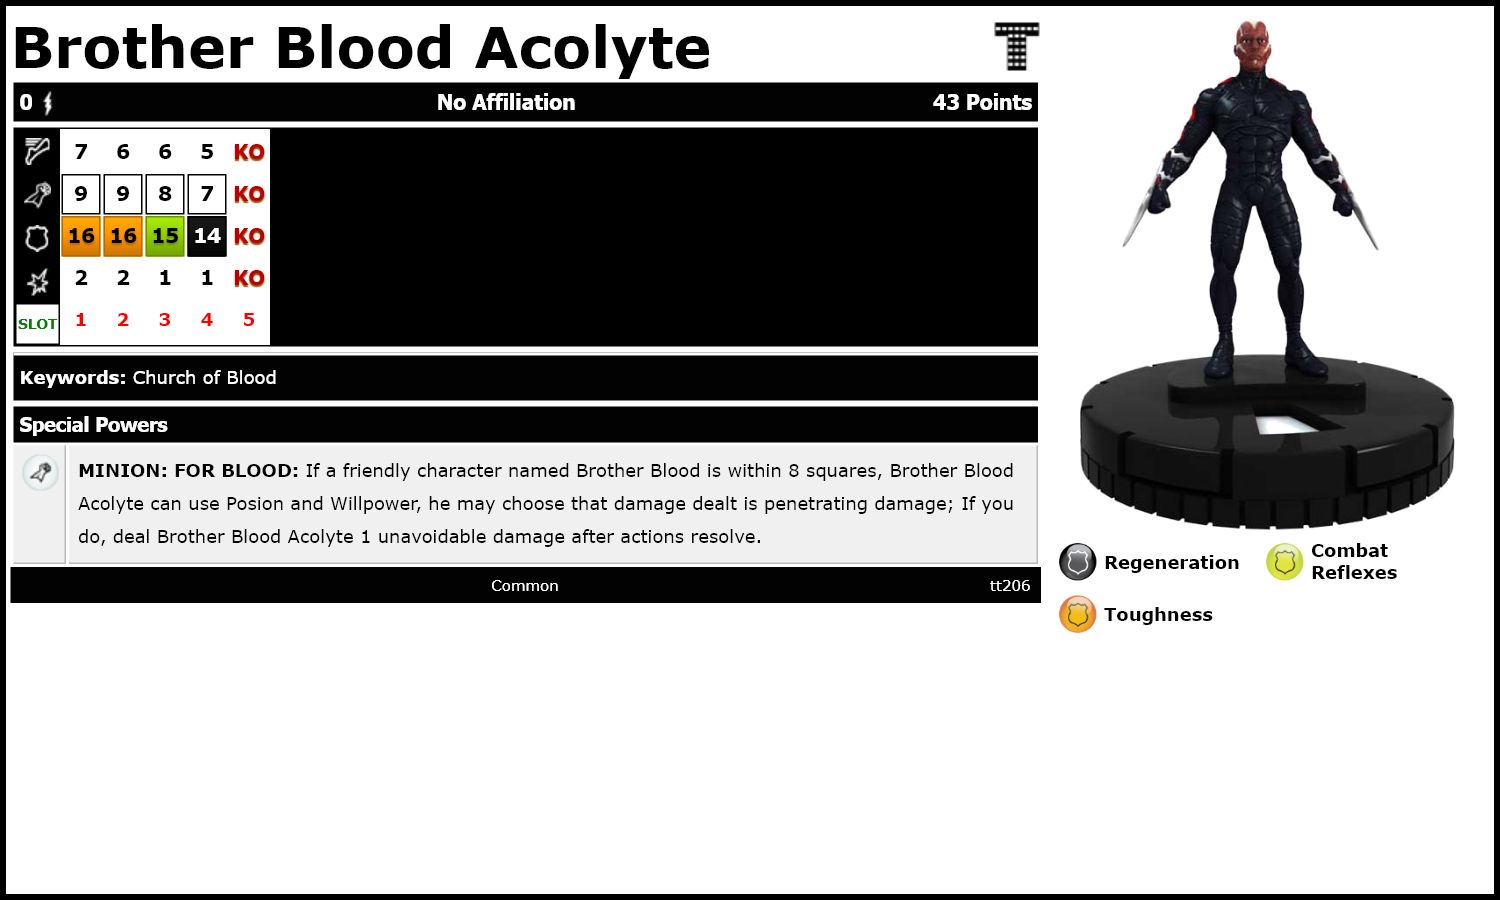 Brother Blood Acolyte
T
0 No Affiliation 43 Points
7 6 6 5 KO
9 9 8 7 KO
16 16 15 14 KO
2 2 1 1 KO
SLOT 1 2 3 4 5
Keywords: Church of Blood
Special Powers
MINION: FOR BLOOD: If a friendly character named Brother Blood is within 8 squares, Brother Blood
Acolyte can use Posion and Willpower, he may choose that damage dealt is penetrating damage; If you
do, deal Brother Blood Acolyte 1 unavoidable damage after actions resolve.
Common tt206
Regeneration
Combat
Reflexes
Toughness